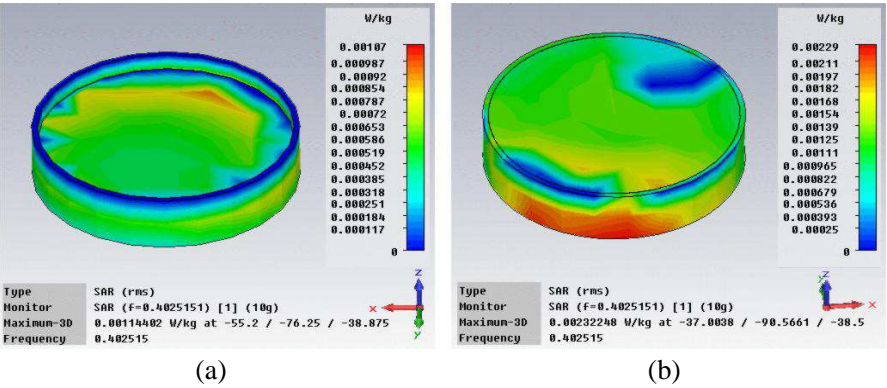 W/kg
0.00107
0.000987
0.00092
0.000854
0.000787
0.00072
0.000653
0.000586
0.000519
0.000452
0.000385
0.000318
0.000251
0.000184
0.000117
0
z
x
y
Type SAR (rms)
Monitor SAR (f=0.4025151) [1] (10g)
Maximum-3D 0.00114402 W/kg at -55.2 / -76.25 / -38.875
Frequency 0.402515
(a)
W/kg
0.00229
0.00211
0.00197
0.00182
0.00168
0.00154
0.00139
0.00125
0.00111
0.000965
0.000822
0.000679
0.000536
0.000393
0.00025
0
y
z
x
Type SAR (rms)
Monitor SAR (f=0.4025151) [1] (10g)
Maximum-3D 0.00232248 W/kg at -37.0038 / -90.5661 / -38.5
Frequency 0.402515
(b)